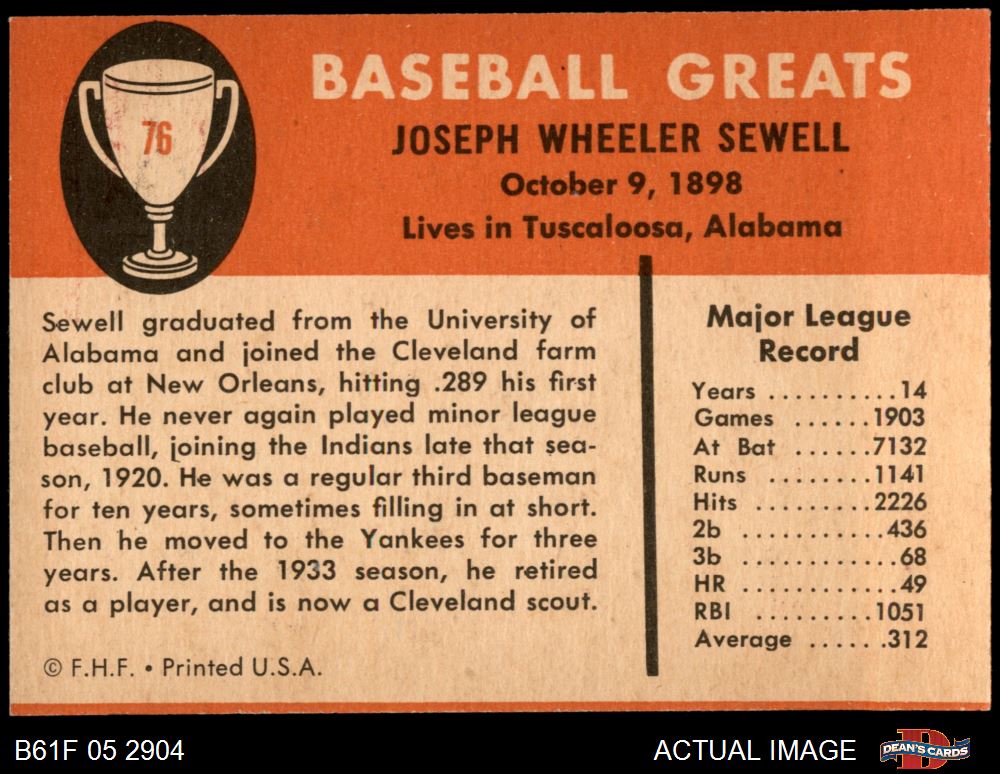 76
BASEBALL GREATS
JOSEPH WHEELER SEWELL
October 9, 1898
Lives in Tuscaloosa, Alabama
Sewell graduated from the University of
Alabama and joined the Cleveland farm
club at New Orleans, hitting .289 his first
year. He never again played minor league
baseball, joining the Indians late that sea-
son, 1920. He was a regular third baseman
for ten years, sometimes filling in at short.
Then he moved to the Yankees for three
years. After the 1933 season, he retired
as a player, and is now a Cleveland scout.
© F.H.F. • Printed U.S.A.
Major League
Record
Years ..........14
Games ......1903
At Bat ......7132
Runs ........1141
Hits .........2226
2b ..........436
3b ...........68
HR ...........49
RBI .........1051
Average ......312
B61F 05 2904
ACTUAL IMAGE
D
DEAN'S CARDS